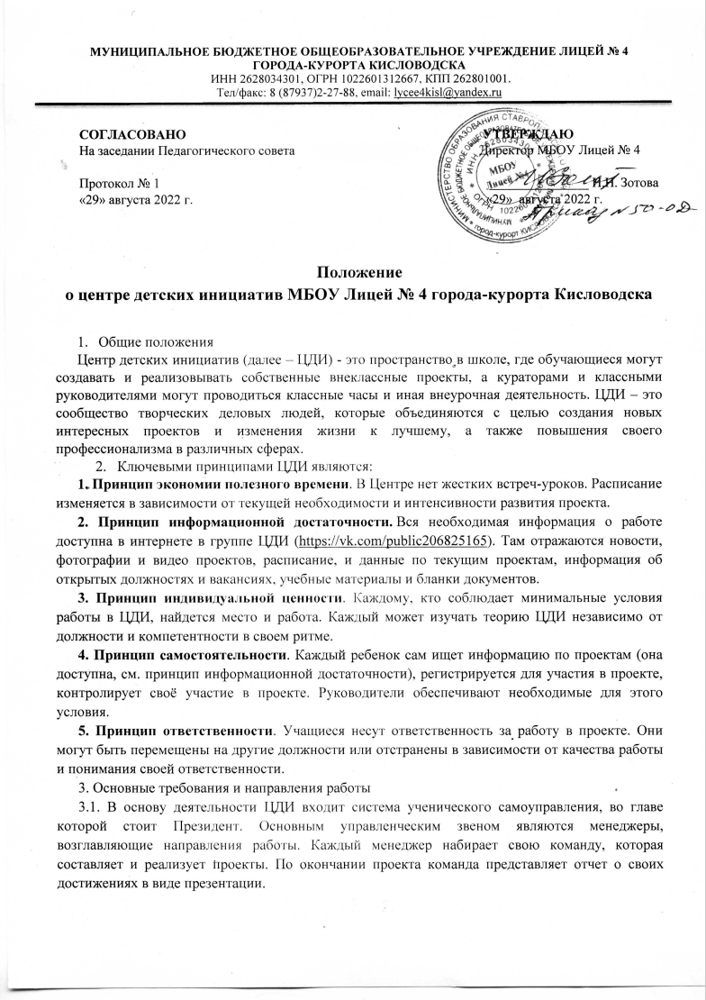 МУНИЦИПАЛЬНОЕ БЮДЖЕТНОЕ ОБЩЕОБРАЗОВАТЕЛЬНОЕ УЧРЕЖДЕНИЕ ЛИЦЕЙ № 4
ГОРОДА-КУРОРТА КИСЛОВОДСКА
ИНН 2628034301, ОГРН 1022601312667, КПП 262801001.
Тел/факс: 8 (87937)2-27-88, email: lycee4kisl@yandex.ru
СОГЛАСОВАНО
На заседании Педагогического совета
Протокол № 1
«29» августа 2022 г.
УТВЕРЖДАЮ
Директор МБОУ Лицей № 4
И.Н. Зотова
«29» августа 2022 г.
Приказ № 50-ОД
МБОУ
Лицей № 4
Положение
о центре детских инициатив МБОУ Лицей № 4 города-курорта Кисловодска
1. Общие положения
Центр детских инициатив (далее – ЦДИ) - это пространство в школе, где обучающиеся могут
создавать и реализовывать собственные внеклассные проекты, а кураторами и классными
руководителями могут проводиться классные часы и иная внеурочная деятельность. ЦДИ – это
сообщество творческих деловых людей, которые объединяются с целью создания новых
интересных проектов и изменения жизни к лучшему, а также повышения своего
профессионализма в различных сферах.
2. Ключевыми принципами ЦДИ являются:
1. Принцип экономии полезного времени. В Центре нет жестких встреч-уроков. Расписание
изменяется в зависимости от текущей необходимости и интенсивности развития проекта.
2. Принцип информационной достаточности. Вся необходимая информация о работе
доступна в интернете в группе ЦДИ (https://vk.com/public206825165). Там отражаются новости,
фотографии и видео проектов, расписание, и данные по текущим проектам, информация об
открытых должностях и вакансиях, учебные материалы и бланки документов.
3. Принцип индивидуальной ценности. Каждому, кто соблюдает минимальные условия
работы в ЦДИ, найдется место и работа. Каждый может изучать теорию ЦДИ независимо от
должности и компетентности в своем ритме.
4. Принцип самостоятельности. Каждый ребенок сам ищет информацию по проектам (она
доступна, см. принцип информационной достаточности), регистрируется для участия в проекте,
контролирует своё участие в проекте. Руководители обеспечивают необходимые для этого
условия.
5. Принцип ответственности. Учащиеся несут ответственность за работу в проекте. Они
могут быть перемещены на другие должности или отстранены в зависимости от качества работы
и понимания своей ответственности.
3. Основные требования и направления работы
3.1. В основу деятельности ЦДИ входит система ученического самоуправления, во главе
которой стоит Президент. Основным управленческим звеном являются менеджеры,
возглавляющие направления работы. Каждый менеджер набирает свою команду, которая
составляет и реализует проекты. По окончании проекта команда представляет отчет о своих
достижениях в виде презентации.